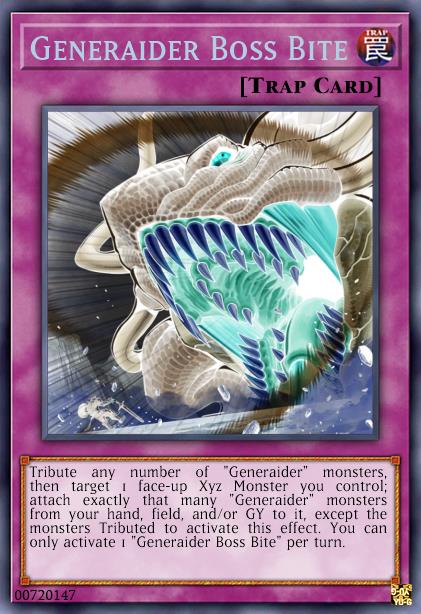 Generaider Boss Bite
TRAP
罠
[Trap Card]
Tribute any number of "Generaider" monsters,
then target 1 face-up Xyz Monster you control;
attach exactly that many "Generaider" monsters
from your hand, field, and/or GY to it, except the
monsters Tributed to activate this effect. You can
only activate 1 "Generaider Boss Bite" per turn.
00720147